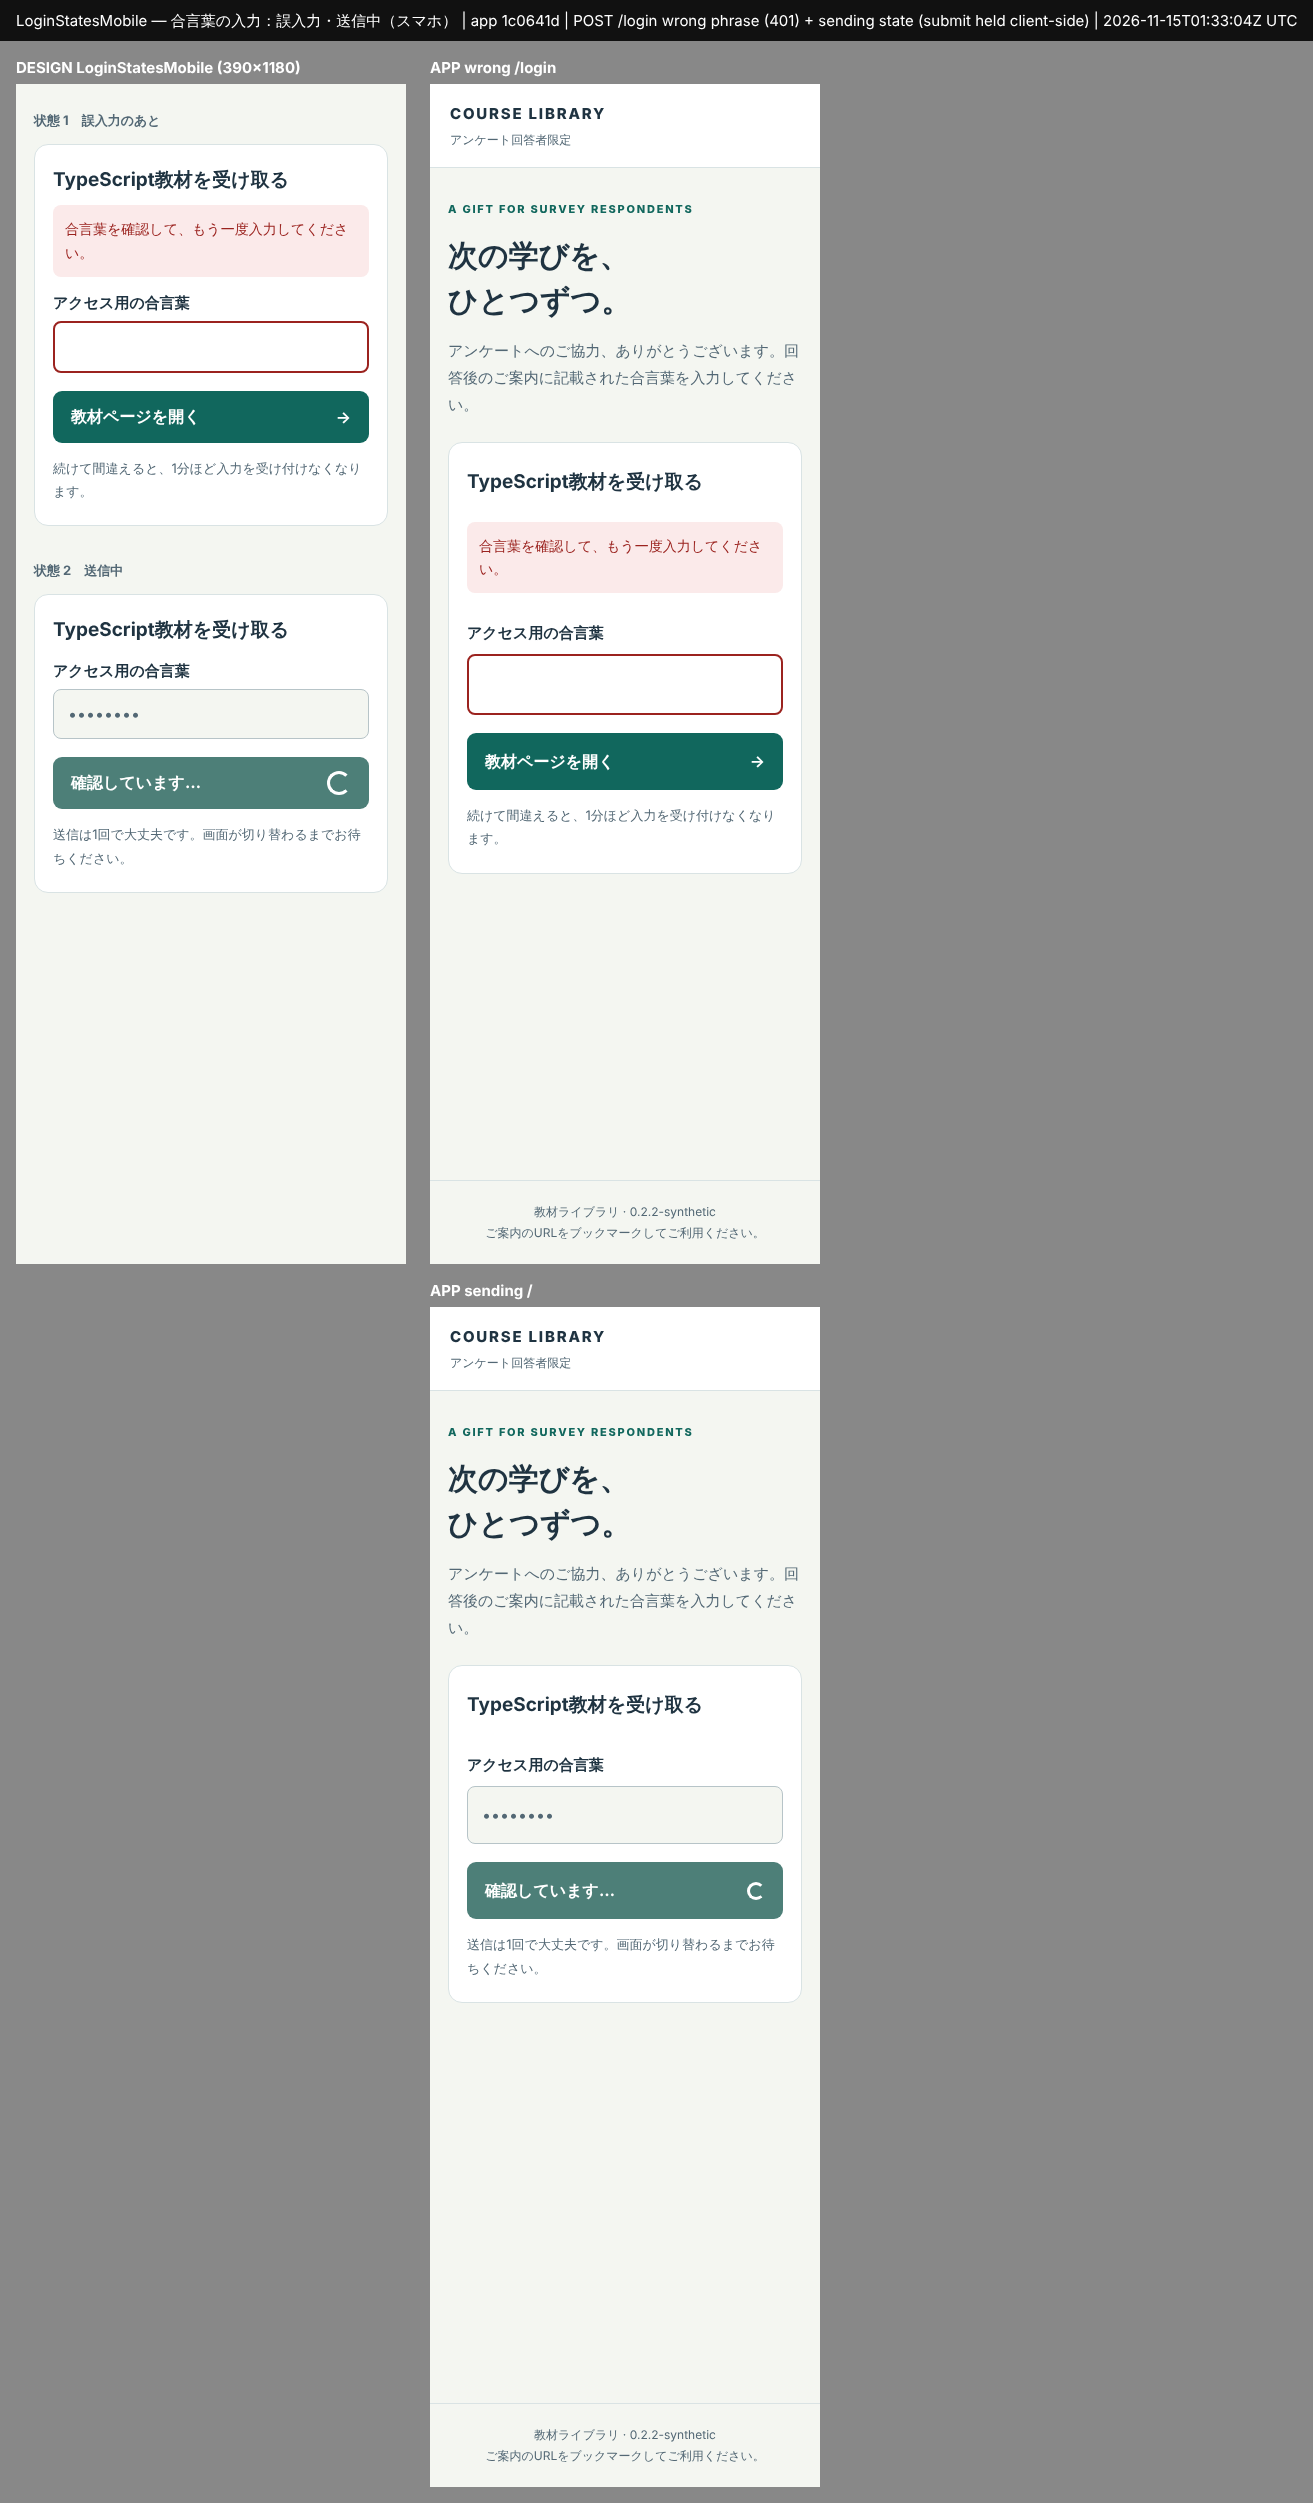 LoginStatesMobile — 合言葉の入力：誤入力・送信中（スマホ） | app 1c0641d | POST /login wrong phrase (401) + sending state (submit held client-side) | 2026-11-15T01:33:04Z UTC
DESIGN LoginStatesMobile (390×1180)
状態 1　誤入力のあと
TypeScript教材を受け取る
合言葉を確認して、もう一度入力してくださ
い。
アクセス用の合言葉
教材ページを開く →
続けて間違えると、1分ほど入力を受け付けなくなり
ます。
状態 2　送信中
TypeScript教材を受け取る
アクセス用の合言葉
••••••••
確認しています…
送信は1回で大丈夫です。画面が切り替わるまでお待
ちください。
APP wrong /login
COURSE LIBRARY
アンケート回答者限定
A GIFT FOR SURVEY RESPONDENTS
次の学びを、
ひとつずつ。
アンケートへのご協力、ありがとうございます。回
答後のご案内に記載された合言葉を入力してくださ
い。
TypeScript教材を受け取る
合言葉を確認して、もう一度入力してくださ
い。
アクセス用の合言葉
教材ページを開く →
続けて間違えると、1分ほど入力を受け付けなくなり
ます。
教材ライブラリ · 0.2.2-synthetic
ご案内のURLをブックマークしてご利用ください。
APP sending /
COURSE LIBRARY
アンケート回答者限定
A GIFT FOR SURVEY RESPONDENTS
次の学びを、
ひとつずつ。
アンケートへのご協力、ありがとうございます。回
答後のご案内に記載された合言葉を入力してくださ
い。
TypeScript教材を受け取る
アクセス用の合言葉
••••••••
確認しています…
送信は1回で大丈夫です。画面が切り替わるまでお待
ちください。
教材ライブラリ · 0.2.2-synthetic
ご案内のURLをブックマークしてご利用ください。